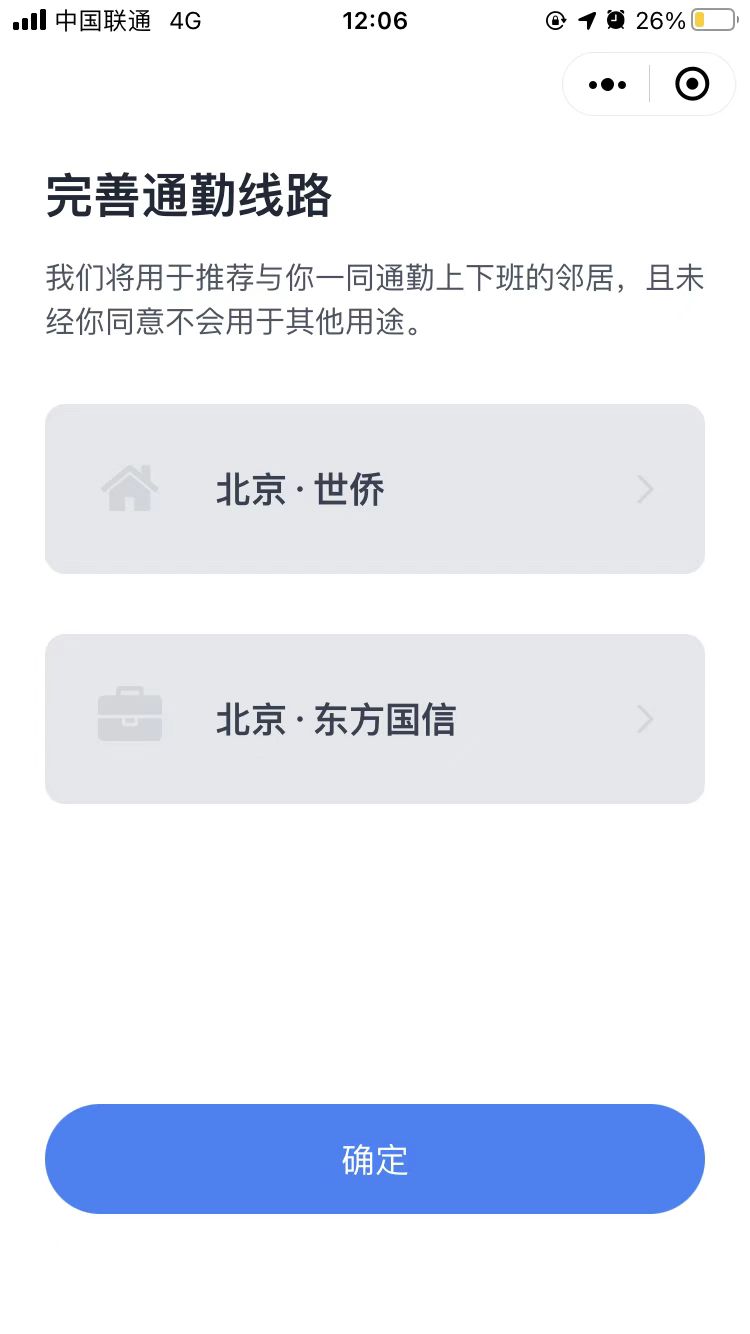 中国联通 4G 12:06 26%
完善通勤线路
我们将用于推荐与你一同通勤上下班的邻居，且未
经你同意不会用于其他用途。
北京·世侨
北京·东方国信
确定